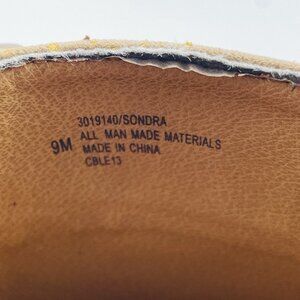 3019140/SONDRA
9M ALL MAN MADE MATERIALS
MADE IN CHINA
CBLE13